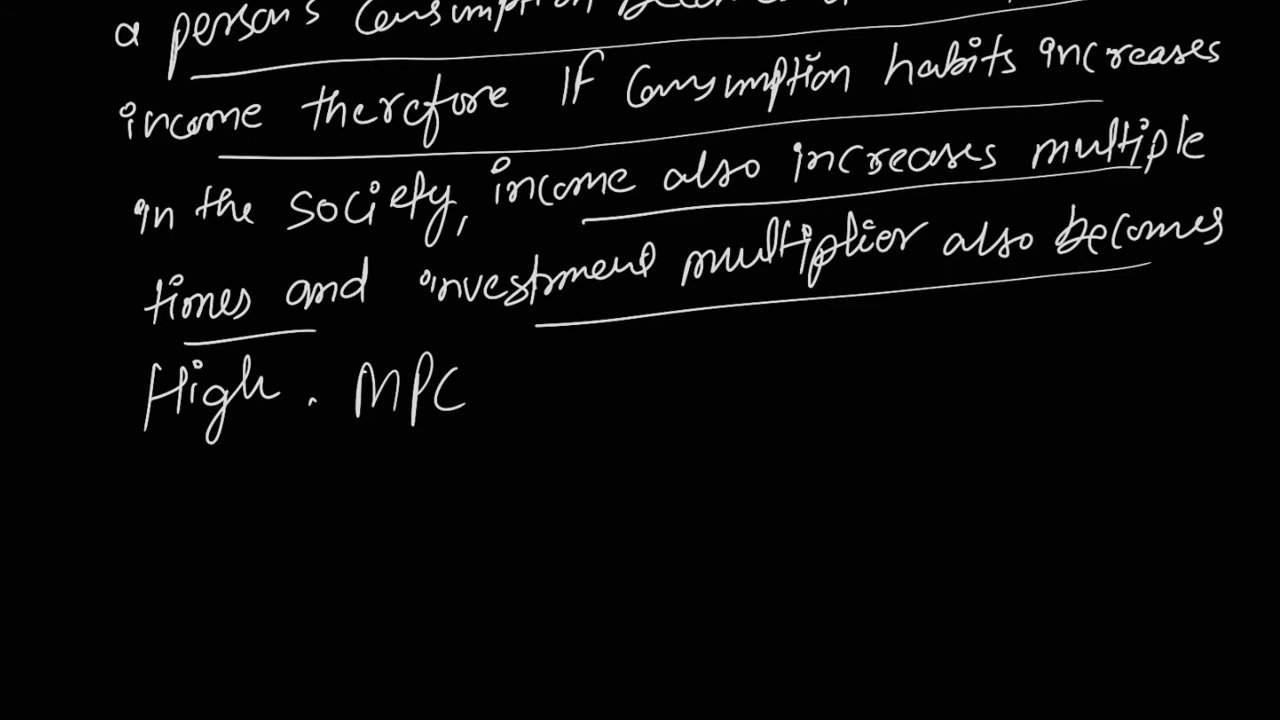 a person's consumption
income therefore If Consumption habits increases
in the society, income also increases multiple
times and investment multiplier also becomes
High. MPC